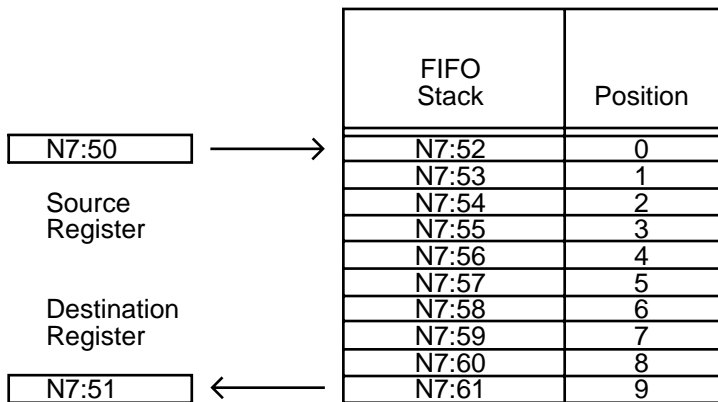 FIFO
Stack Position
N7:50 N7:52 0
N7:53 1
Source N7:54 2
Register N7:55 3
N7:56 4
N7:57 5
Destination N7:58 6
Register N7:59 7
N7:60 8
N7:51 N7:61 9